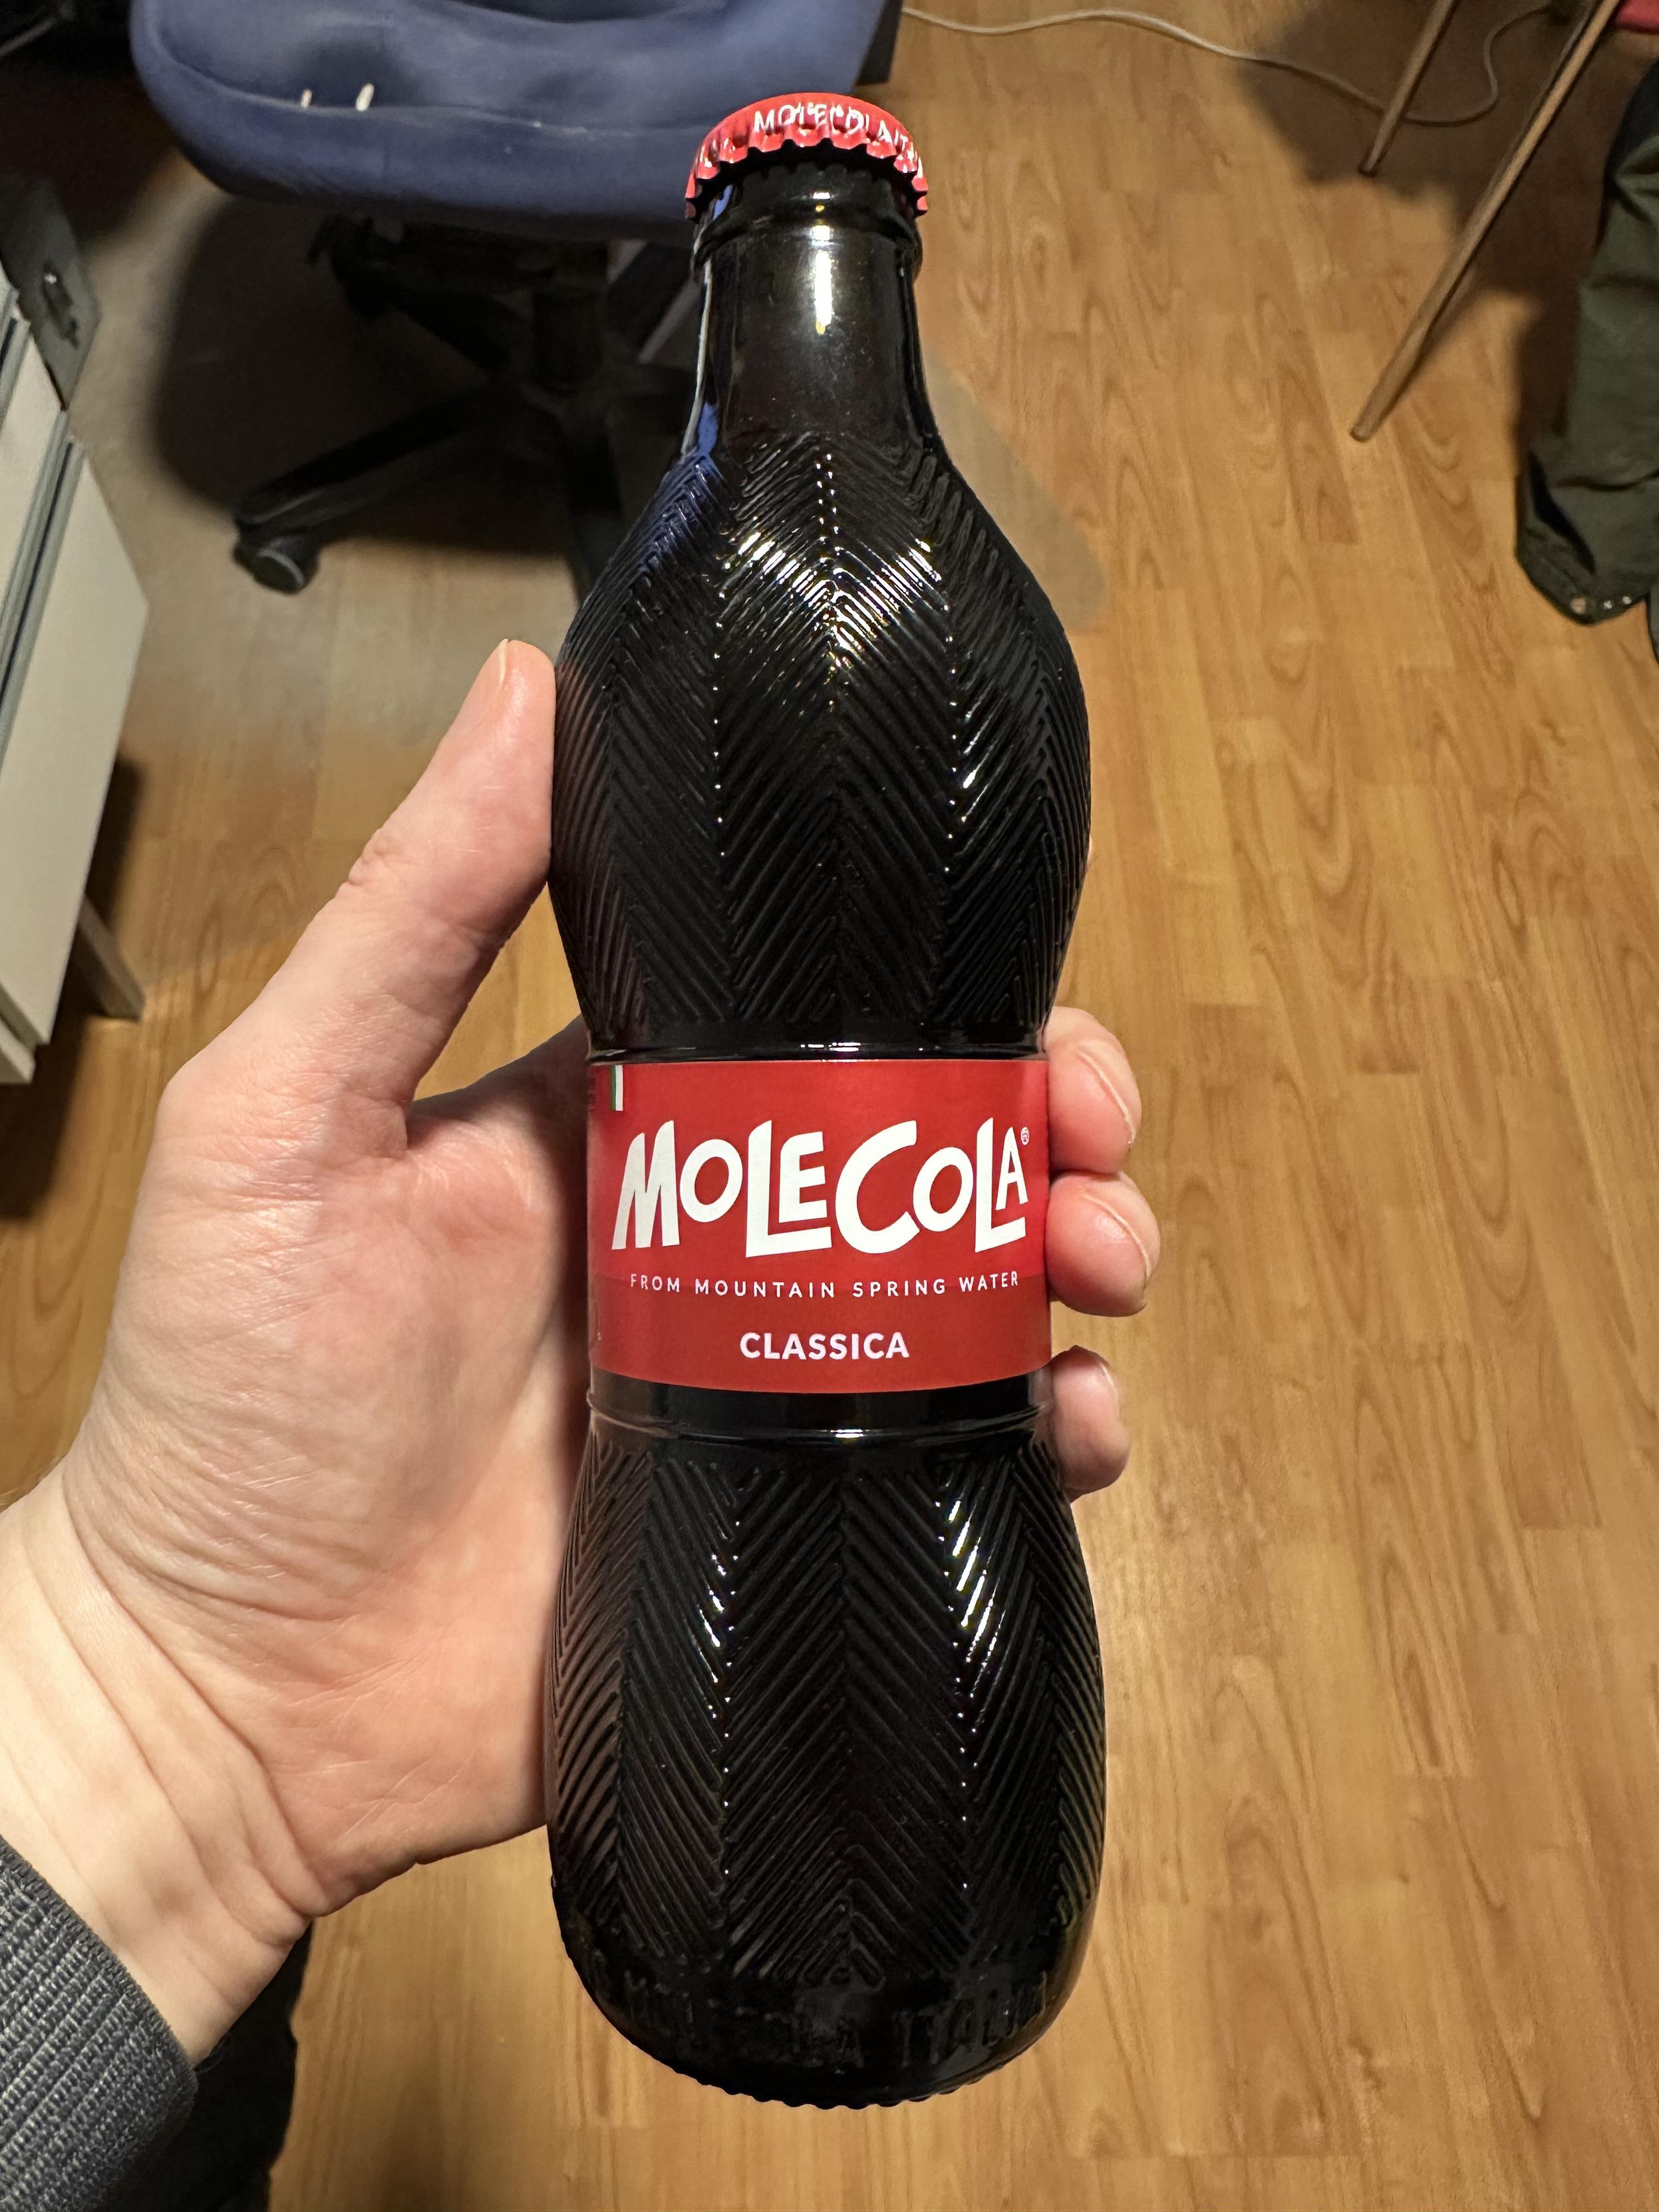 MOLECOLA
MOLECOLA®
FROM MOUNTAIN SPRING WATER
CLASSICA